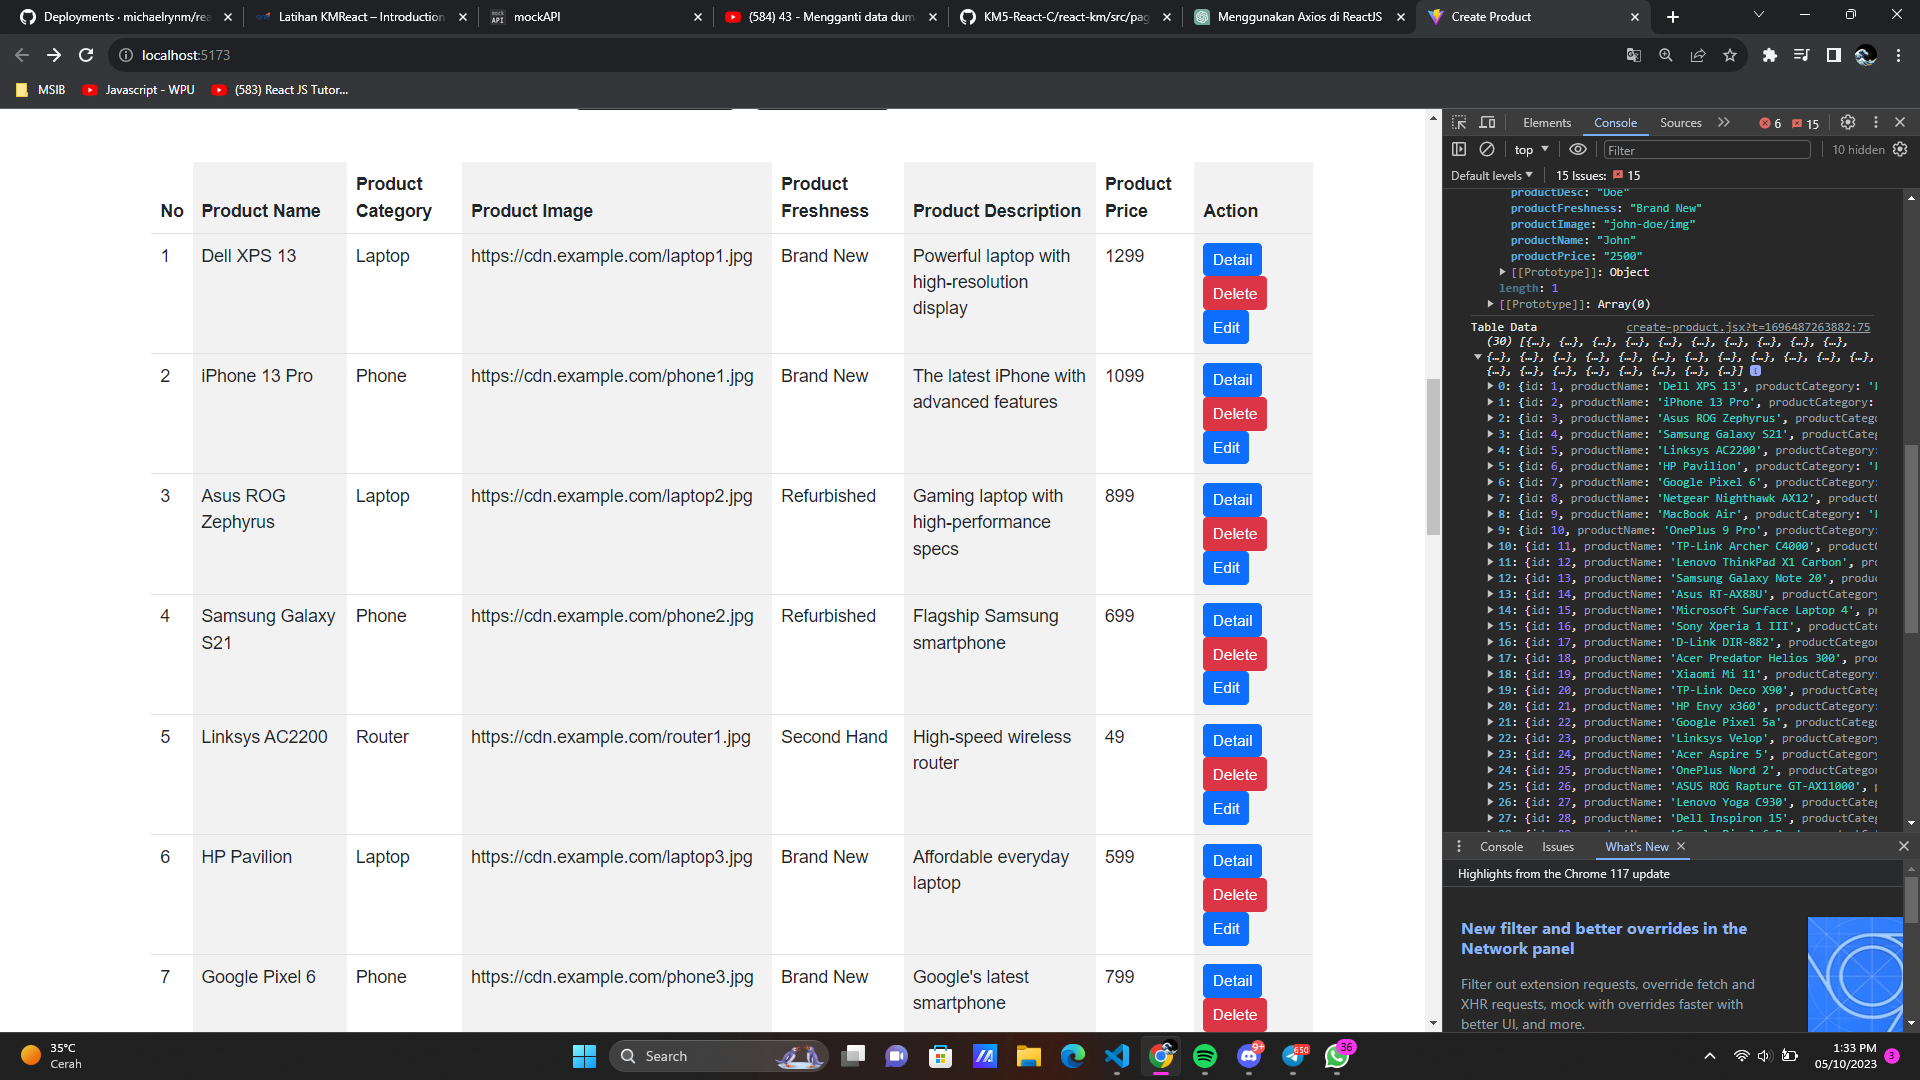 Deployments · michaelrynm/rea
Latihan KMReact – Introduction
mockAPI
(584) 43 - Mengganti data dum
KM5-React-C/react-km/src/pag
Menggunakan Axios di ReactJS
Create Product
localhost:5173
MSIB
Javascript - WPU
(583) React JS Tutor...
No
Product Name
Product Category
Product Image
Product Freshness
Product Description
Product Price
Action
1
Dell XPS 13
Laptop
https://cdn.example.com/laptop1.jpg
Brand New
Powerful laptop with
high-resolution
display
1299
Detail
Delete
Edit
2
iPhone 13 Pro
Phone
https://cdn.example.com/phone1.jpg
Brand New
The latest iPhone with
advanced features
1099
Detail
Delete
Edit
3
Asus ROG
Zephyrus
Laptop
https://cdn.example.com/laptop2.jpg
Refurbished
Gaming laptop with
high-performance
specs
899
Detail
Delete
Edit
4
Samsung Galaxy
S21
Phone
https://cdn.example.com/phone2.jpg
Refurbished
Flagship Samsung
smartphone
699
Detail
Delete
Edit
5
Linksys AC2200
Router
https://cdn.example.com/router1.jpg
Second Hand
High-speed wireless
router
49
Detail
Delete
Edit
6
HP Pavilion
Laptop
https://cdn.example.com/laptop3.jpg
Brand New
Affordable everyday
laptop
599
Detail
Delete
Edit
7
Google Pixel 6
Phone
https://cdn.example.com/phone3.jpg
Brand New
Google's latest
smartphone
799
Detail
Delete
Elements
Console
Sources
6
15
top
Filter
10 hidden
Default levels
15 Issues:
15
productDesc: "Doe"
productFreshness: "Brand New"
productImage: "john-doe/img"
productName: "John"
productPrice: "2500"
[[Prototype]]: Object
length: 1
[[Prototype]]: Array(0)
Table Data
create-product.jsx?t=1696487263882:75
(30) [{…}, {…}, {…}, {…}, {…}, {…}, {…}, {…}, {…}, {…},
{…}, {…}, {…}, {…}, {…}, {…}, {…}, {…}, {…}, {…}, {…}, {…},
{…}, {…}, {…}, {…}, {…}, {…}, {…}, {…}]
0: {id: 1, productName: 'Dell XPS 13', productCategory: '
1: {id: 2, productName: 'iPhone 13 Pro', productCategory:
2: {id: 3, productName: 'Asus ROG Zephyrus', productCateg
3: {id: 4, productName: 'Samsung Galaxy S21', productCate
4: {id: 5, productName: 'Linksys AC2200', productCategory
5: {id: 6, productName: 'HP Pavilion', productCategory: '
6: {id: 7, productName: 'Google Pixel 6', productCategory
7: {id: 8, productName: 'Netgear Nighthawk AX12', product
8: {id: 9, productName: 'MacBook Air', productCategory: '
9: {id: 10, productName: 'OnePlus 9 Pro', productCategory:
10: {id: 11, productName: 'TP-Link Archer C4000', product
11: {id: 12, productName: 'Lenovo ThinkPad X1 Carbon', pr
12: {id: 13, productName: 'Samsung Galaxy Note 20', produ
13: {id: 14, productName: 'Asus RT-AX88U', productCategor
14: {id: 15, productName: 'Microsoft Surface Laptop 4', p
15: {id: 16, productName: 'Sony Xperia 1 III', productCat
16: {id: 17, productName: 'D-Link DIR-882', productCatego
17: {id: 18, productName: 'Acer Predator Helios 300', pro
18: {id: 19, productName: 'Xiaomi Mi 11', productCategory
19: {id: 20, productName: 'TP-Link Deco X90', productCate
20: {id: 21, productName: 'HP Envy x360', productCategory
21: {id: 22, productName: 'Google Pixel 5a', productCateg
22: {id: 23, productName: 'Linksys Velop', productCategory
23: {id: 24, productName: 'Acer Aspire 5', productCategory
24: {id: 25, productName: 'OnePlus Nord 2', productCatego
25: {id: 26, productName: 'ASUS ROG Rapture GT-AX11000',
26: {id: 27, productName: 'Lenovo Yoga C930', productCate
27: {id: 28, productName: 'Dell Inspiron 15', productCate
Console
Issues
What's New
Highlights from the Chrome 117 update
New filter and better overrides in the
Network panel
Filter out extension requests, override fetch and
XHR requests, mock with overrides faster with
better UI, and more.
35°C
Cerah
Search
9+
650
36
1:33 PM
05/10/2023
3